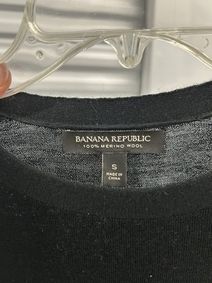 BANANA REPUBLIC
100% MERINO WOOL
S
MADE IN
CHINA